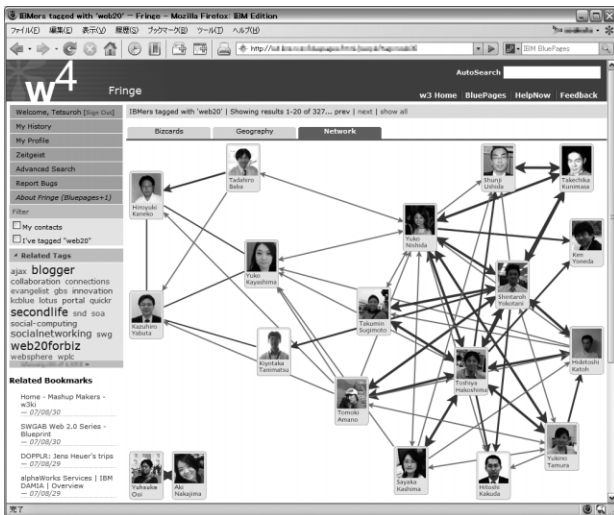 IBMers tagged with 'web20' - Fringe - Mozilla Firefox: IBM Edition
ファイル(F) 編集(E) 表示(V) 履歴(S) ブックマーク(B) ツール(T) ヘルプ(H)
http://
IBM BluePages
w4
Fringe
AutoSearch
w3 Home | BluePages | HelpNow | Feedback
Welcome, Tetsuroh [Sign Out]
My History
My Profile
Zeitgeist
Advanced Search
Report Bugs
About Fringe (Bluepages+1)
Filter
My contacts
I've tagged "web20"
Related Tags
ajax blogger
collaboration connections
evangelist gbs innovation
kcblue lotus portal quickr
secondlife snd soa
social-computing
socialnetworking swg
web20forbiz
websphere wplc
Related Bookmarks
Home - Mashup Makers -
w3ki
— 07/08/30
SWGAB Web 2.0 Series -
Blueprint
— 07/08/30
DOPPLR: Jens Heuer's trips
— 07/08/29
alphaWorks Services | IBM
DAMIA | Overview
— 07/08/29
IBMers tagged with 'web20' | Showing results 1-20 of 327... prev | next | show all
Bizcards Geography Network
Tadahiro
Baba
Hiroyuki
Kaneko
Shunji
Ushida
Takechika
Kunimasa
Yuko
Nishida
Ken
Yoneda
Yuko
Kayashima
Shintaroh
Yokotani
Kazuhiro
Yabuta
Takumin
Sugimoto
Kiyotaka
Tanimatsu
Hidetoshi
Katoh
Toshiya
Hakoshima
Tomoki
Amano
Yukino
Tamura
Sayaka
Kashima
Hitoshi
Kakuda
Yuhsuke
Osi
Aki
Nakajima
完了